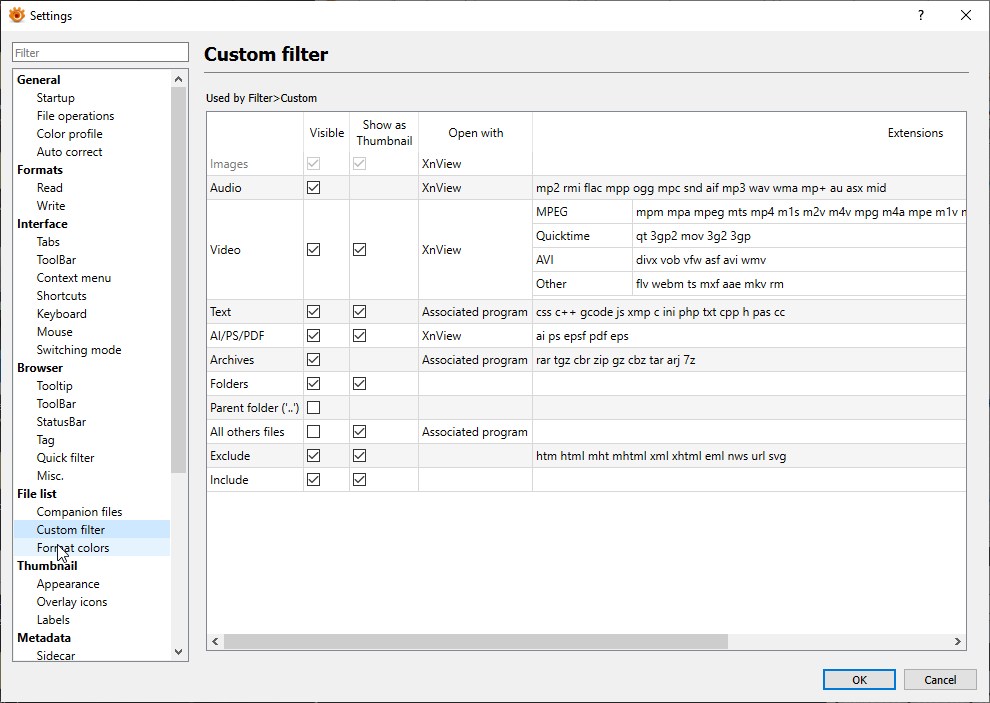 Settings
?
Filter
General
Startup
File operations
Color profile
Auto correct
Formats
Read
Write
Interface
Tabs
ToolBar
Context menu
Shortcuts
Keyboard
Mouse
Switching mode
Browser
Tooltip
ToolBar
StatusBar
Tag
Quick filter
Misc.
File list
Companion files
Custom filter
Format colors
Thumbnail
Appearance
Overlay icons
Labels
Metadata
Sidecar
Custom filter
Used by Filter>Custom
Visible Show as Thumbnail Open with Extensions
Images XnView
Audio XnView mp2 rmi flac mpp ogg mpc snd aif mp3 wav wma mp+ au asx mid
Video XnView
MPEG mpm mpa mpeg mts mp4 m1s m2v m4v mpg m4a mpe m1v
Quicktime qt 3gp2 mov 3g2 3gp
AVI divx vob vfw asf avi wmv
Other flv webm ts mxf aae mkv rm
Text Associated program css c++ gcode js xmp c ini php txt cpp h pas cc
AI/PS/PDF XnView ai ps epsf pdf eps
Archives Associated program rar tgz cbr zip gz cbz tar arj 7z
Folders
Parent folder ('..')
All others files Associated program
Exclude htm html mht mhtml xml xhtml eml nws url svg
Include
OK Cancel